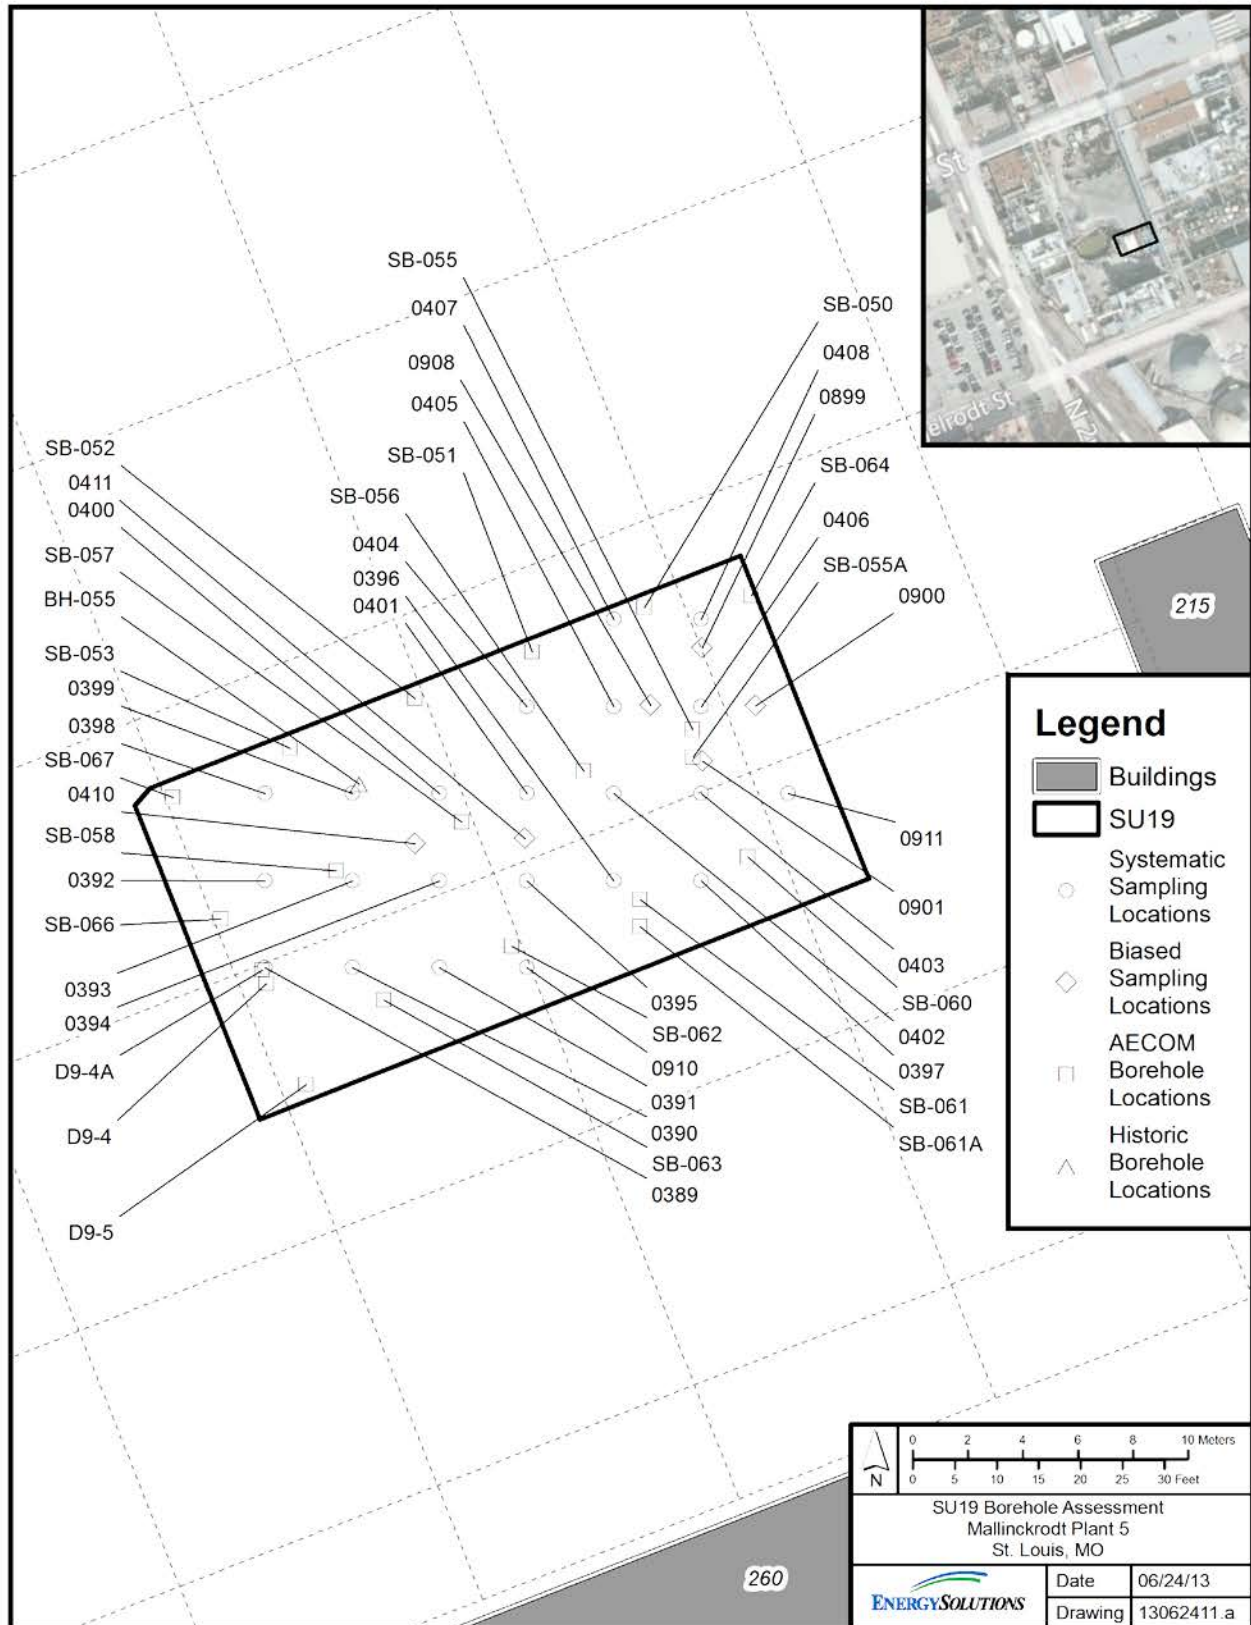 St
elrodt St
N 2
SB-055
0407
0908
0405
SB-051
SB-056
0404
0396
0401
SB-050
0408
0899
SB-064
0406
SB-055A
0900
SB-052
0411
0400
SB-057
BH-055
SB-053
0399
0398
SB-067
0410
SB-058
0392
SB-066
0393
0394
D9-4A
D9-4
D9-5
0911
0901
0403
SB-060
0402
0397
SB-061
SB-061A
0395
SB-062
0910
0391
0390
SB-063
0389
215
260
Legend
Buildings
SU19
Systematic
Sampling
Locations
Biased
Sampling
Locations
AECOM
Borehole
Locations
Historic
Borehole
Locations
N
0 2 4 6 8 10 Meters
0 5 10 15 20 25 30 Feet
SU19 Borehole Assessment
Mallinckrodt Plant 5
St. Louis, MO
ENERGYSOLUTIONS
Date 06/24/13
Drawing 13062411.a